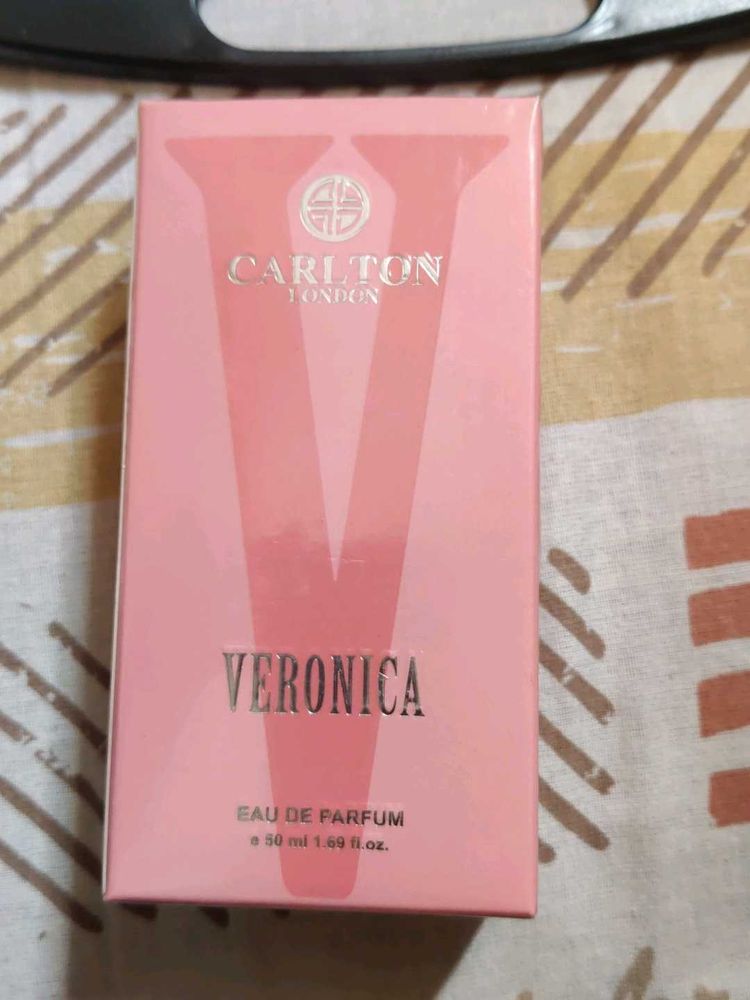 CARLTON
LONDON
VERONICA
EAU DE PARFUM
e 50 ml 1.69 fl.oz.